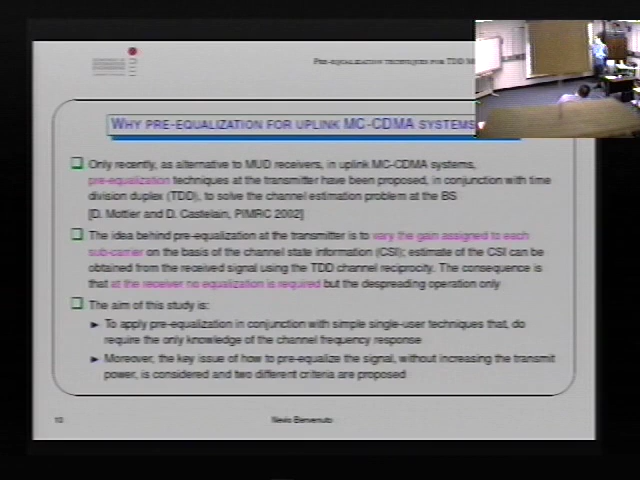 PRE-EQUALIZATION TECHNIQUES FOR TDD M
WHY PRE-EQUALIZATION FOR UPLINK MC-CDMA SYSTEMS
Only recently, as alternative to MUD receivers, in uplink MC-CDMA systems,
pre-equalization techniques at the transmitter have been proposed, in conjunction with time
division duplex (TDD), to solve the channel estimation problem at the BS
[D. Mottier and D. Castelain, PIMRC 2002]
The idea behind pre-equalization at the transmitter is to vary the gain assigned to each
sub-carrier on the basis of the channel state information (CSI); estimate of the CSI can be
obtained from the received signal using the TDD channel reciprocity. The consequence is
that at the receiver no equalization is required but the despreading operation only
The aim of this study is:
To apply pre-equalization in conjunction with simple single-user techniques that, do
require the only knowledge of the channel frequency response
Moreover, the key issue of how to pre-equalize the signal, without increasing the transmit
power, is considered and two different criteria are proposed
10
Nevio Benvenuto